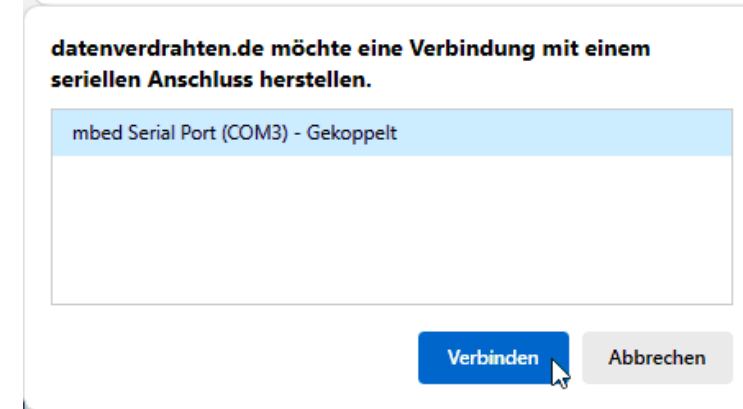 datenverdrahten.de möchte eine Verbindung mit einem
seriellen Anschluss herstellen.
mbed Serial Port (COM3) - Gekoppelt
Verbinden
Abbrechen